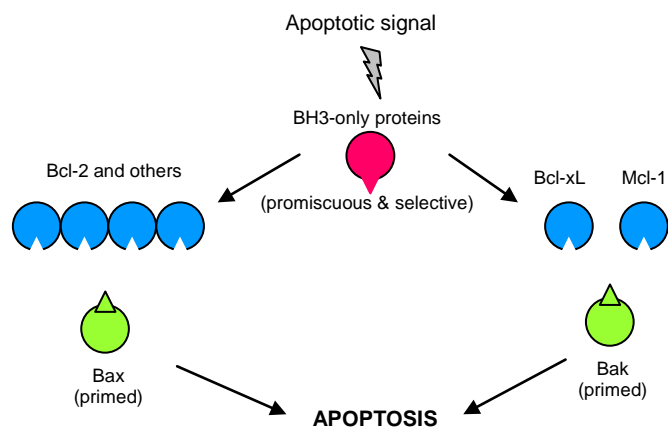 Apoptotic signal
BH3-only proteins
Bcl-2 and others
(promiscuous & selective)
Bcl-xL
Mcl-1
Bax
(primed)
Bak
(primed)
APOPTOSIS